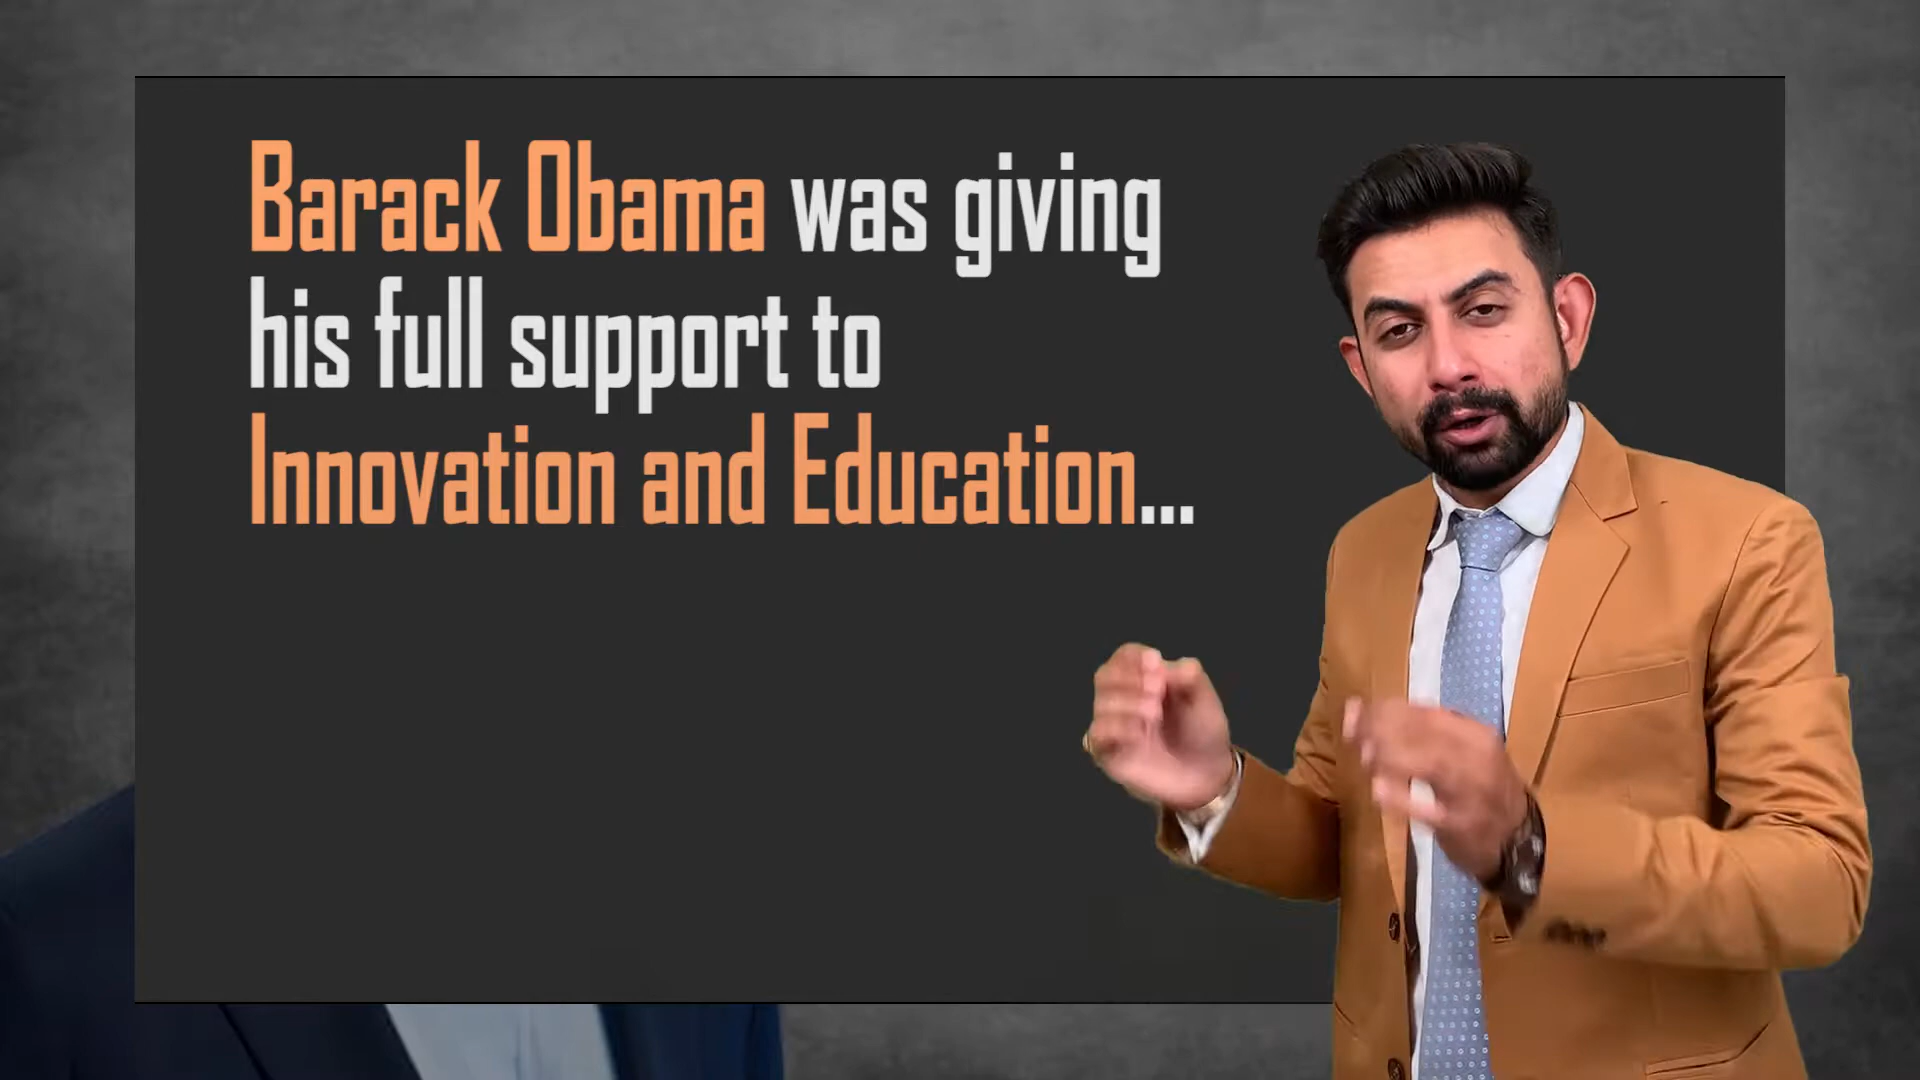 Barack Obama was giving
his full support to
Innovation and Education...